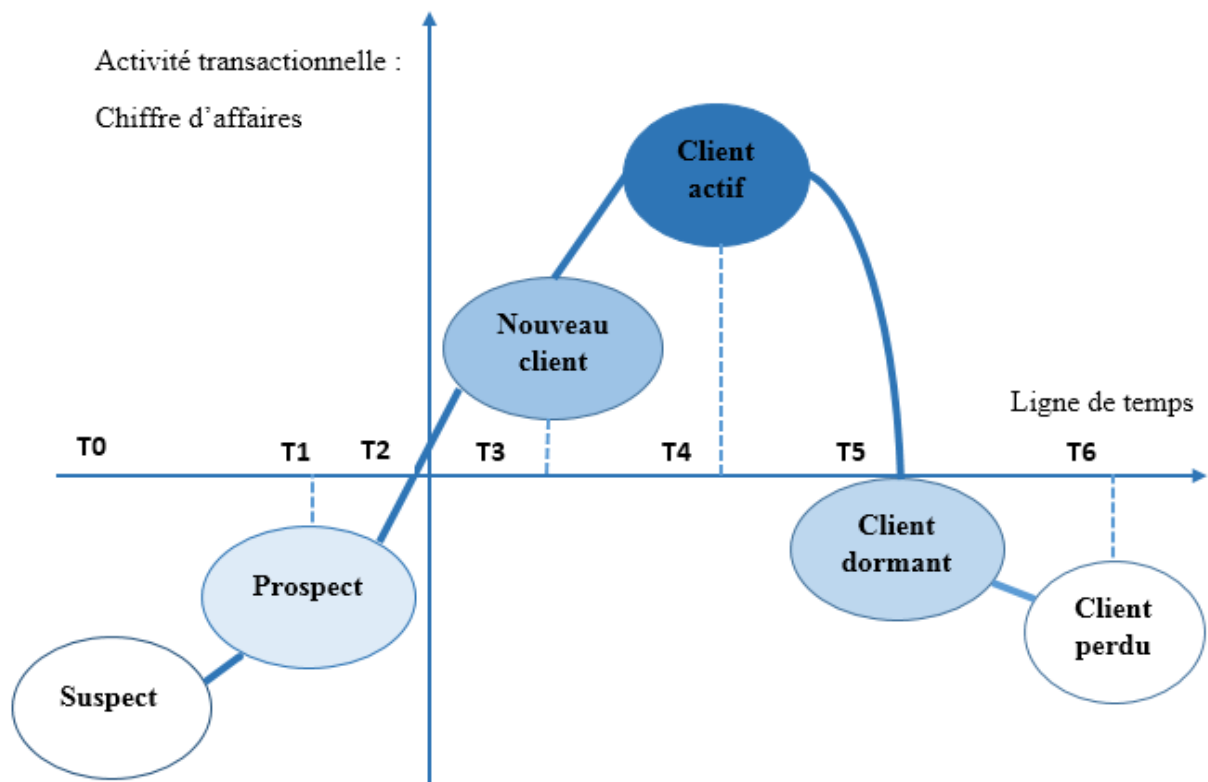 Activité transactionnelle :
Chiffre d'affaires
Client
actif
Nouveau
client
Ligne de temps
T0
T1
T2
T3
T4
T5
T6
Client
dormant
Prospect
Client
perdu
Suspect